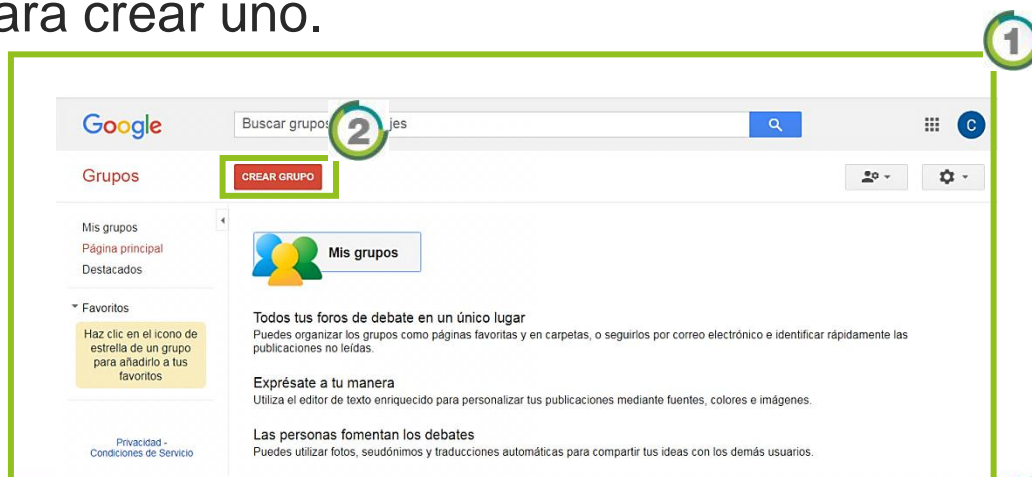 ara crear uno.
1
Google
Buscar grupos
jes
2
C
Grupos
CREAR GRUPO
Mis grupos
Página principal
Destacados
Favoritos
Haz clic en el icono de
estrella de un grupo
para añadirlo a tus
favoritos
Privacidad -
Condiciones de Servicio
Mis grupos
Todos tus foros de debate en un único lugar
Puedes organizar los grupos como páginas favoritas y en carpetas, o seguirlos por correo electrónico e identificar rápidamente las
publicaciones no leídas.
Exprésate a tu manera
Utiliza el editor de texto enriquecido para personalizar tus publicaciones mediante fuentes, colores e imágenes.
Las personas fomentan los debates
Puedes utilizar fotos, seudónimos y traducciones automáticas para compartir tus ideas con los demás usuarios.